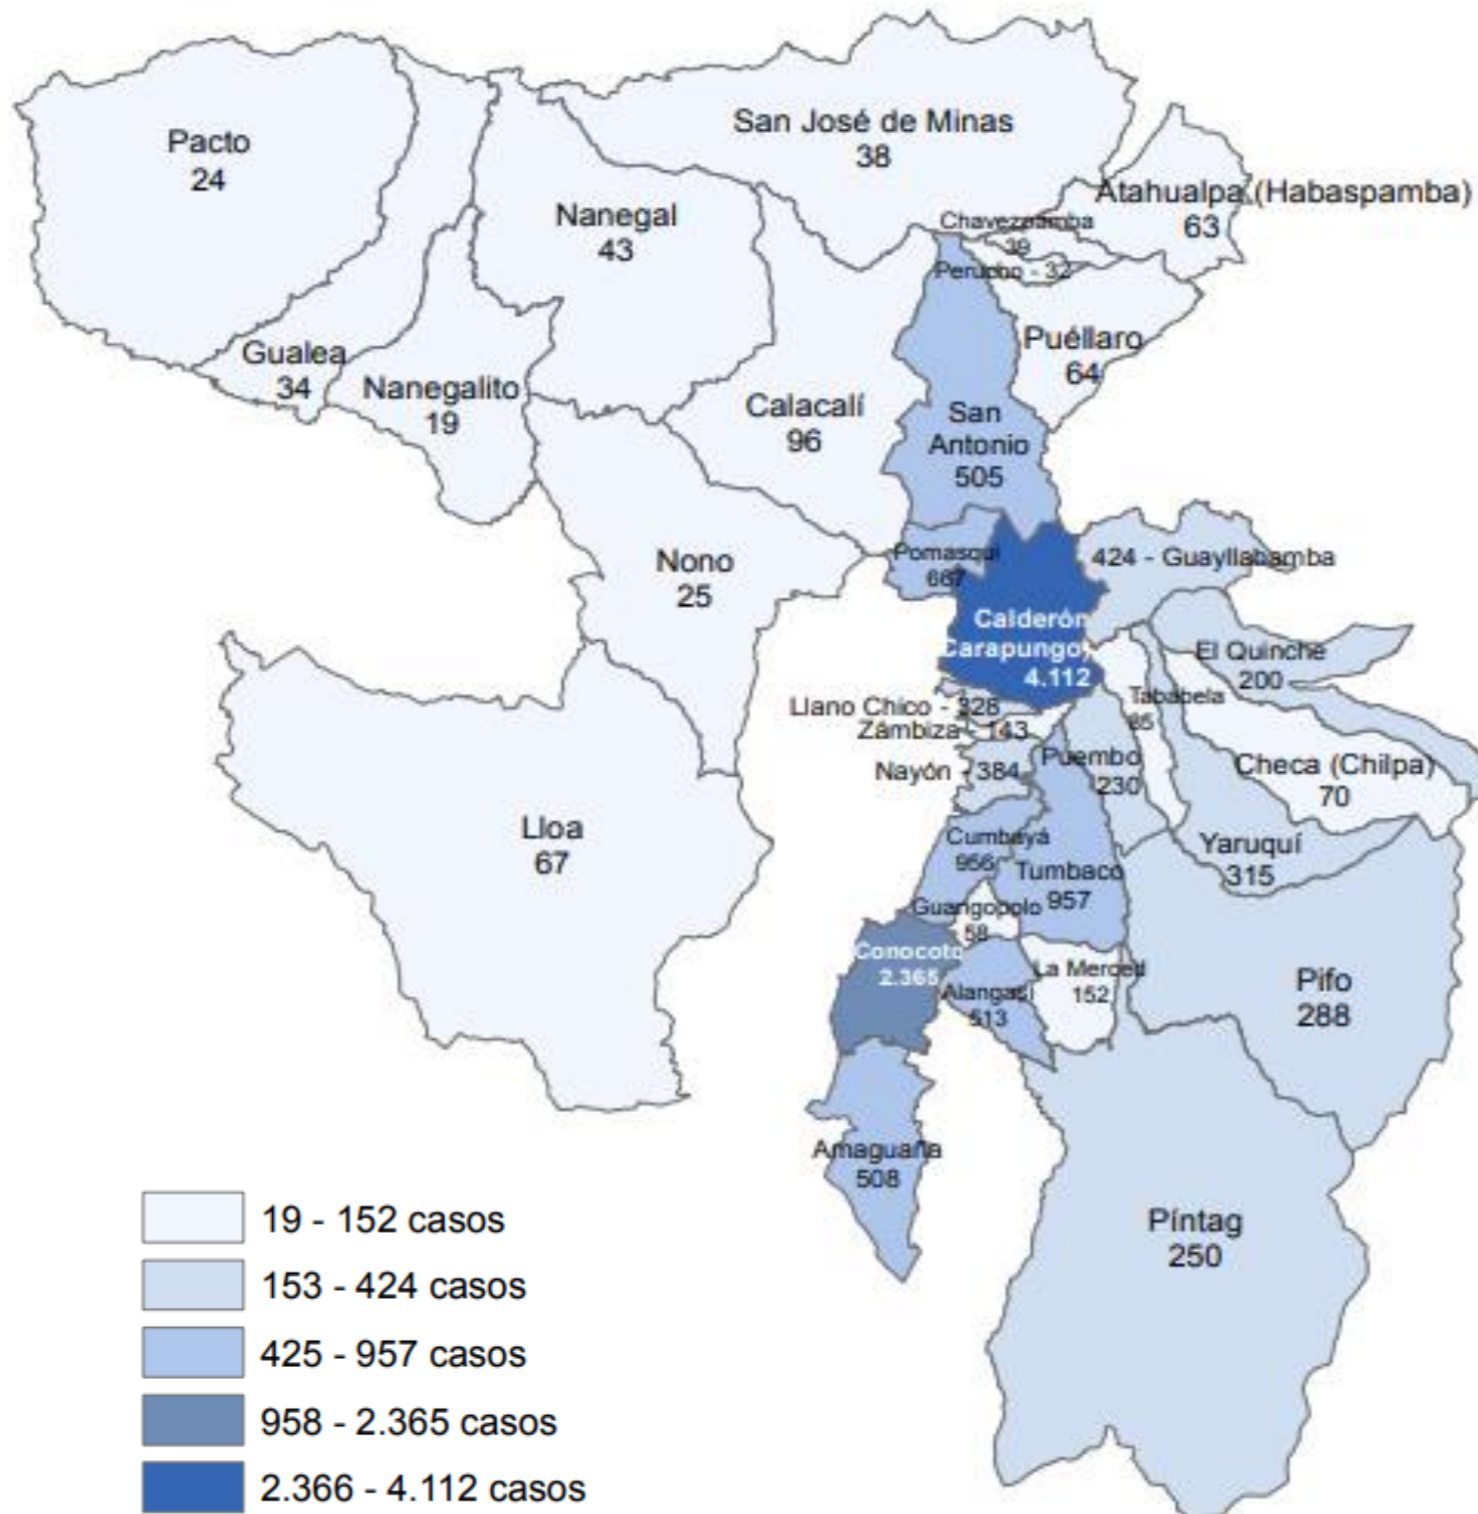 Pacto
24
San José de Minas
38
Atahualpa (Habaspamba)
63
Nanegal
43
Chavezpamba
39
Perucho - 32
Puéllaro
64
Gualea
34
Nanegalito
19
Calacalí
96
San
Antonio
505
Nono
25
Pomasqui
667
424 - Guayllabamba
Calderón
(Carapungo)
4.112
El Quinche
200
Tababela
85
Llano Chico - 328
Zámbiza - 143
Nayón - 384
Puembo
230
Checa (Chilpa)
70
Lloa
67
Cumbayá
956
Tumbaco
957
Yaruquí
315
Guangopolo
58
Conocoto
2.365
Alangasí
513
La Merced
152
Pifo
288
Amaguaña
508
Píntag
250
19 - 152 casos
153 - 424 casos
425 - 957 casos
958 - 2.365 casos
2.366 - 4.112 casos